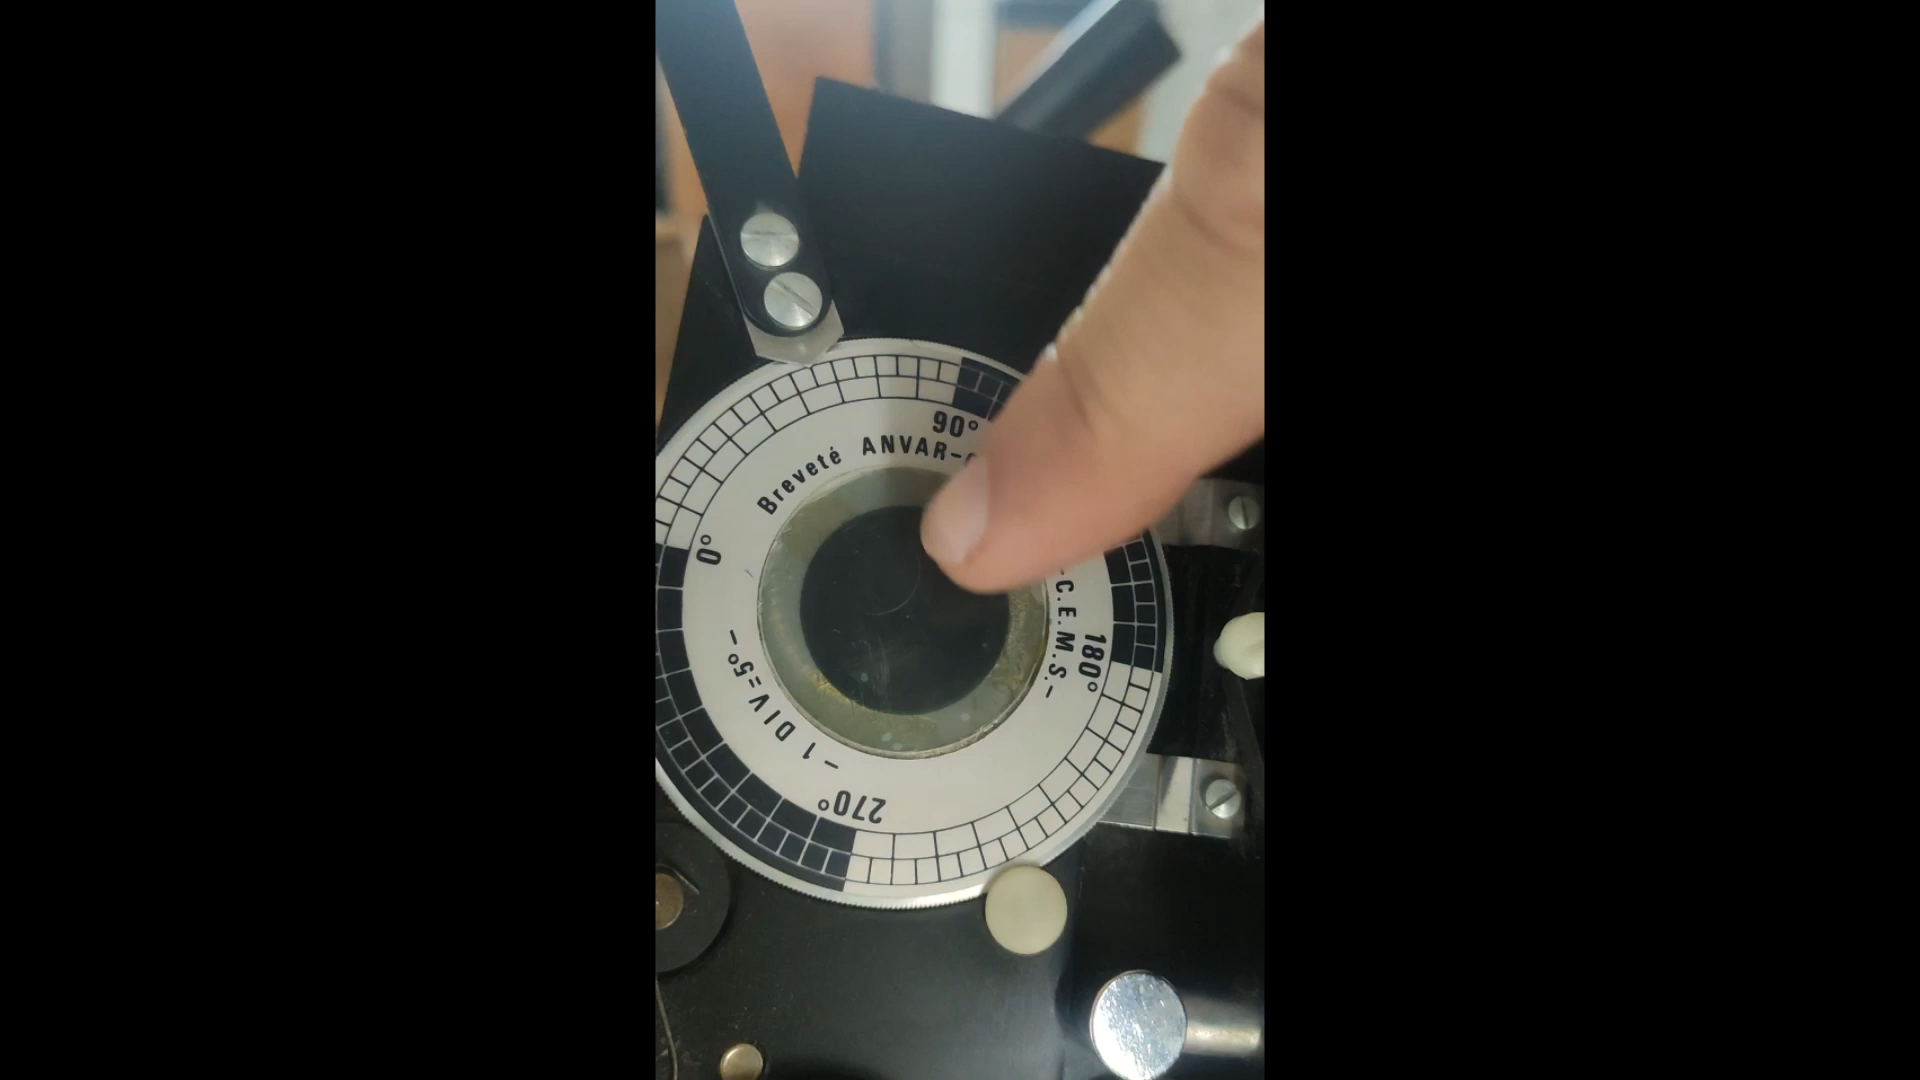 90°
Breveté ANVAR-
0°
C.E.M.S.-
180°
- 1 DIV=5°-
270°